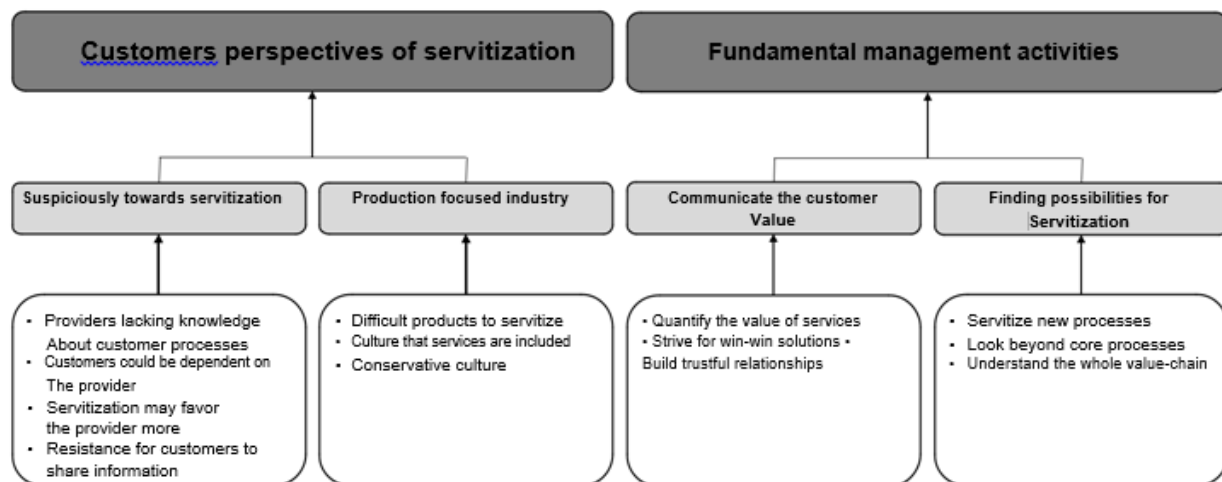 Customers perspectives of servitization
Fundamental management activities
Suspiciously towards servitization
Production focused industry
Communicate the customer
Value
Finding possibilities for
Servitization
▪ Providers lacking knowledge
About customer processes
▪ Customers could be dependent on
The provider
▪ Servitization may favor
the provider more
▪ Resistance for customers to
share information
▪ Difficult products to servitize
▪ Culture that services are included
▪ Conservative culture
▪ Quantify the value of services
▪ Strive for win-win solutions ▪
Build trustful relationships
▪ Servitize new processes
▪ Look beyond core processes
▪ Understand the whole value-chain